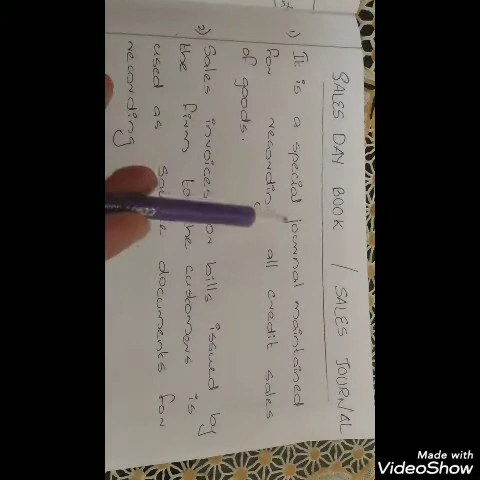 SALES DAY BOOK / SALES JOURNAL
1) It is a special journal maintained
for all credit sales
of goods.
2) Sales invoices or bills issued by
the firm to the customers is
used as documents for
recording
Made with
VideoShow